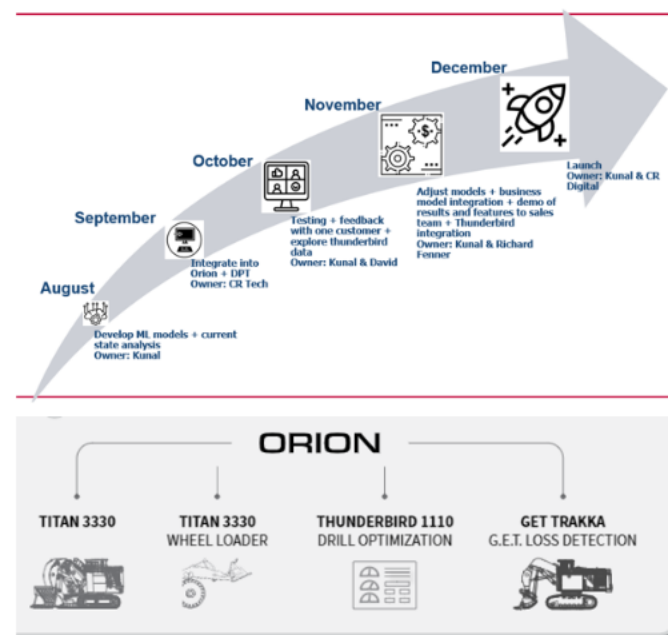 December
November
October
September
August
Launch
Owner: Kunal & CR
Digital
Adjust models + business
model integration + demo of
results and features to sales
team + Thunderbird
integration
Owner: Kunal & Richard
Fenner
Testing + feedback
with one customer +
explore thunderbird
data
Owner: Kunal & David
Integrate into
Orion + DPT
Owner: CR Tech
Develop ML models + current
state analysis
Owner: Kunal
ORION
TITAN 3330
TITAN 3330
WHEEL LOADER
THUNDERBIRD 1110
DRILL OPTIMIZATION
GET TRAKKA
G.E.T. LOSS DETECTION